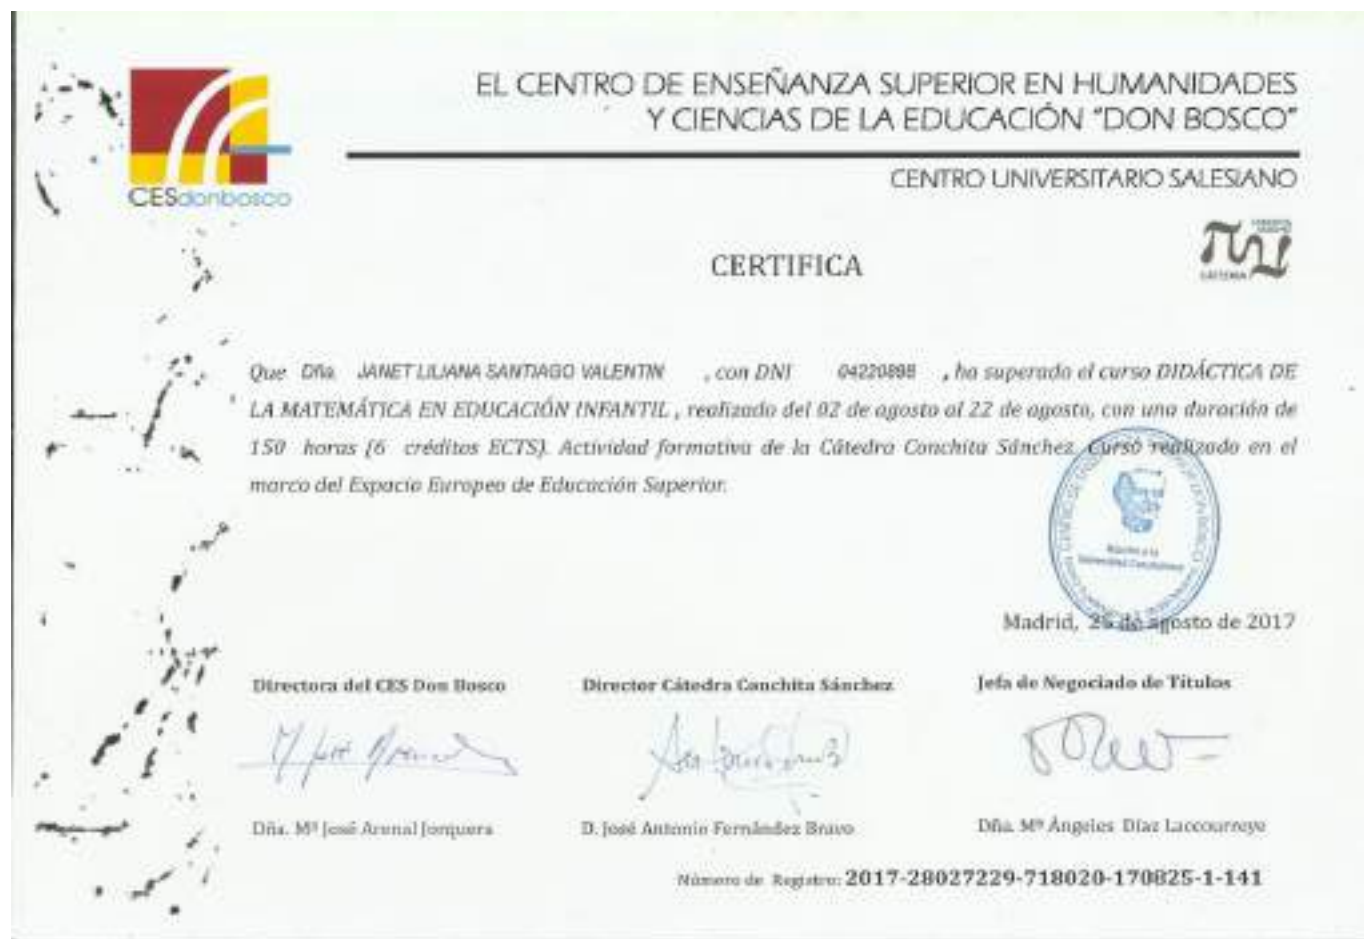 EL CENTRO DE ENSEÑANZA SUPERIOR EN HUMANIDADES
Y CIENCIAS DE LA EDUCACIÓN "DON BOSCO"
CESdonbosco
CENTRO UNIVERSITARIO SALESIANO
CERTIFICA
Que Dña. JANET LILIANA SANTIAGO VALENTIN , con DNI 04220898 , ha superado el curso DIDÁCTICA DE
LA MATEMÁTICA EN EDUCACIÓN INFANTIL , realizado del 02 de agosto al 22 de agosto, con una duración de
150 horas (6 créditos ECTS). Actividad formativa de la Cátedra Conchita Sánchez. Curso realizado en el
marco del Espacio Europeo de Educación Superior.
Madrid, 25 de agosto de 2017
Directora del CES Don Bosco
Director Cátedra Conchita Sánchez
Jefa de Negociado de Títulos
Dña. Mª José Arenal Jorquera
D. José Antonio Fernández Bravo
Dña. Mª Ángeles Díaz Laccourreye
Número de Registro: 2017-28027229-718020-170825-1-141